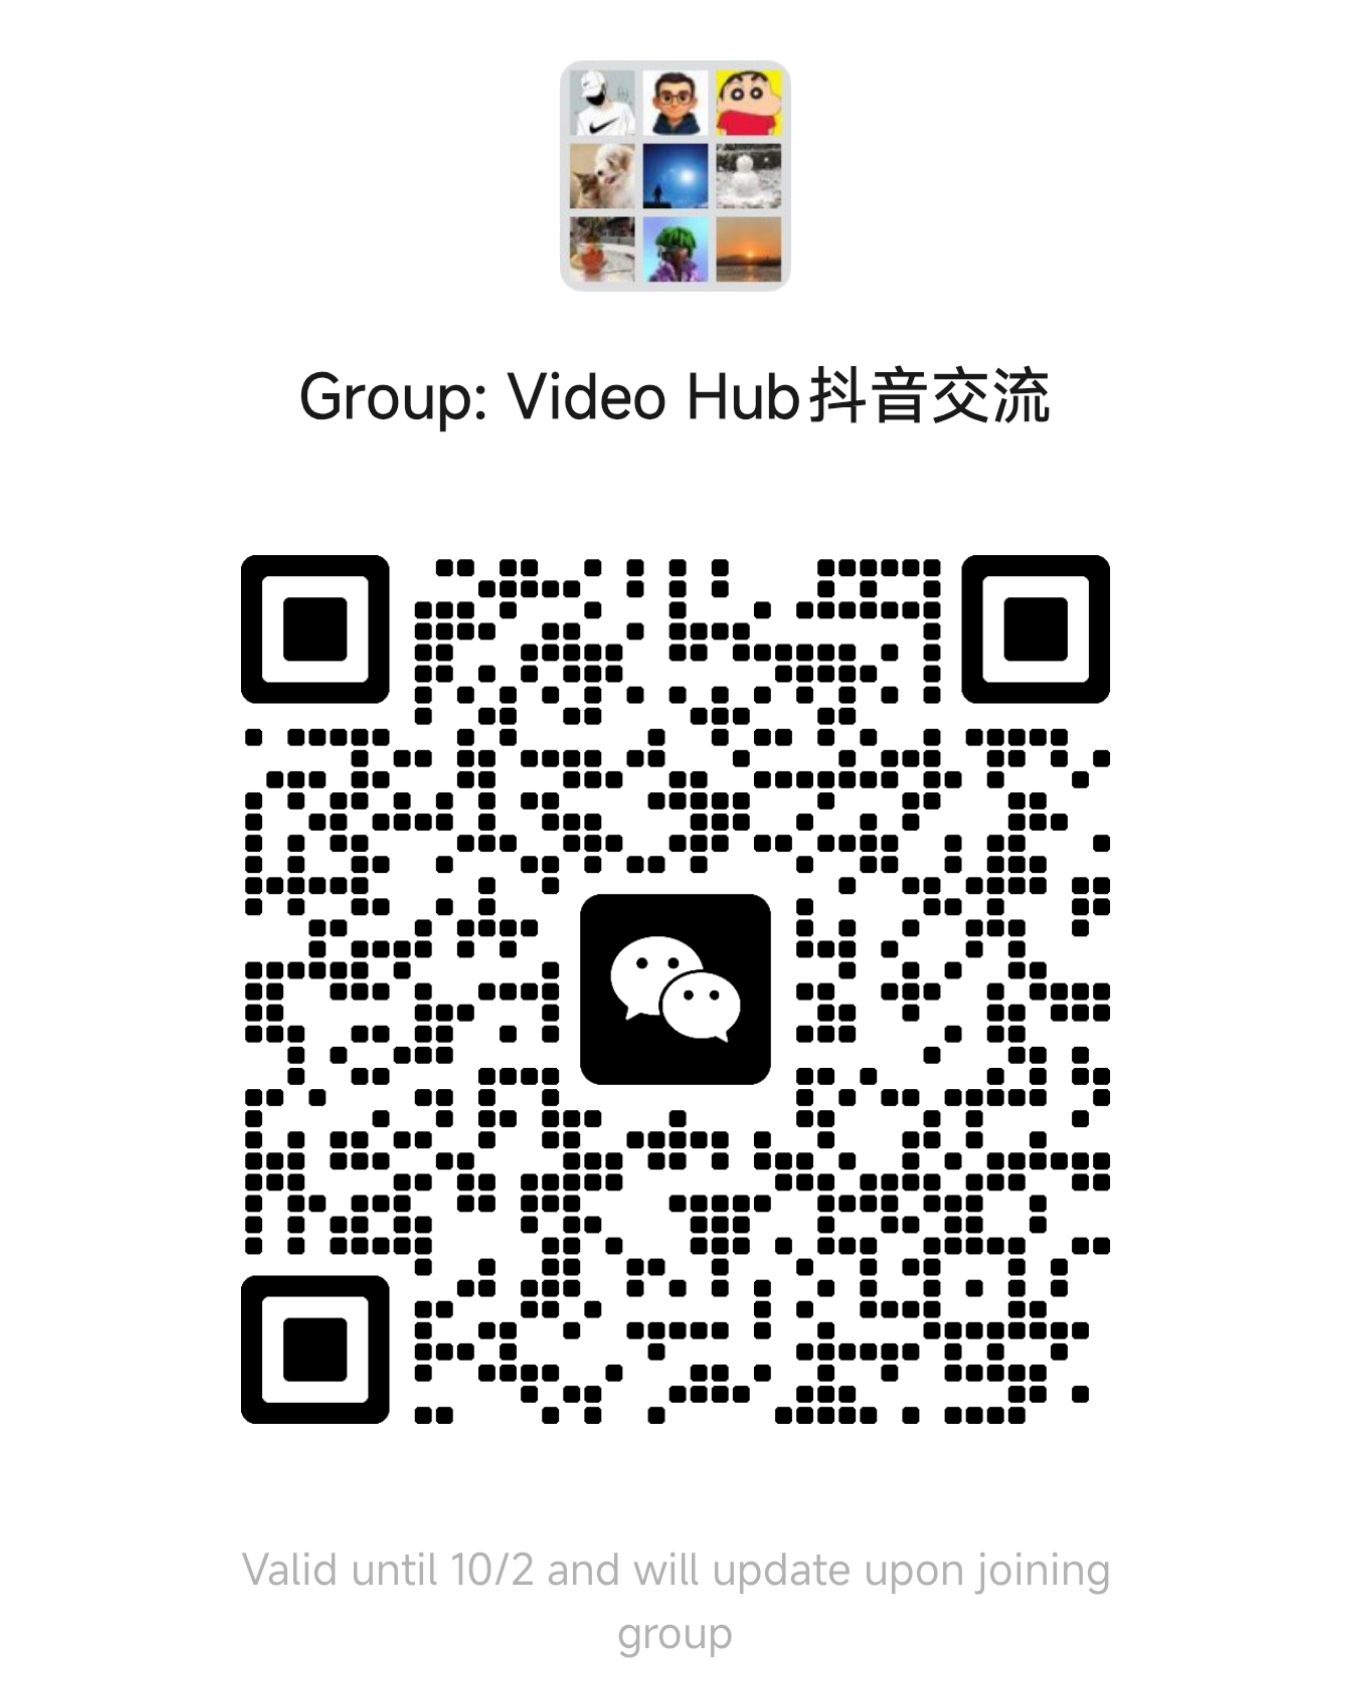 Group: Video Hub抖音交流
Valid until 10/2 and will update upon joining
group